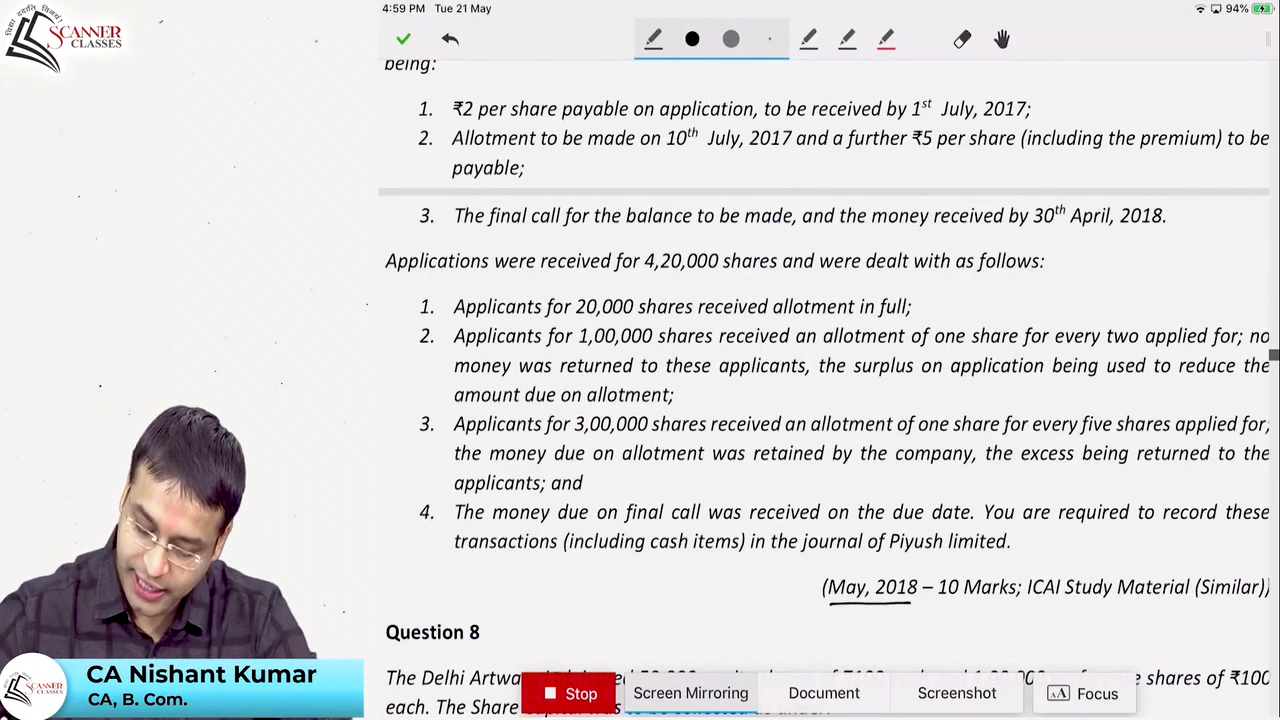 विद्या ददाति विनयम्
SCANNER
CLASSES
4:59 PM Tue 21 May
94%
being:
1. ₹2 per share payable on application, to be received by 1st July, 2017;
2. Allotment to be made on 10th July, 2017 and a further ₹5 per share (including the premium) to be
payable;
3. The final call for the balance to be made, and the money received by 30th April, 2018.
Applications were received for 4,20,000 shares and were dealt with as follows:
1. Applicants for 20,000 shares received allotment in full;
2. Applicants for 1,00,000 shares received an allotment of one share for every two applied for; no
money was returned to these applicants, the surplus on application being used to reduce the
amount due on allotment;
3. Applicants for 3,00,000 shares received an allotment of one share for every five shares applied for,
the money due on allotment was retained by the company, the excess being returned to the
applicants; and
4. The money due on final call was received on the due date. You are required to record these
transactions (including cash items) in the journal of Piyush limited.
(May, 2018 – 10 Marks; ICAI Study Material (Similar))
Question 8
The Delhi Artwa shares of ₹100
each. The Share
CA Nishant Kumar
CA, B. Com.
Stop
Screen Mirroring
Document
Screenshot
AA Focus